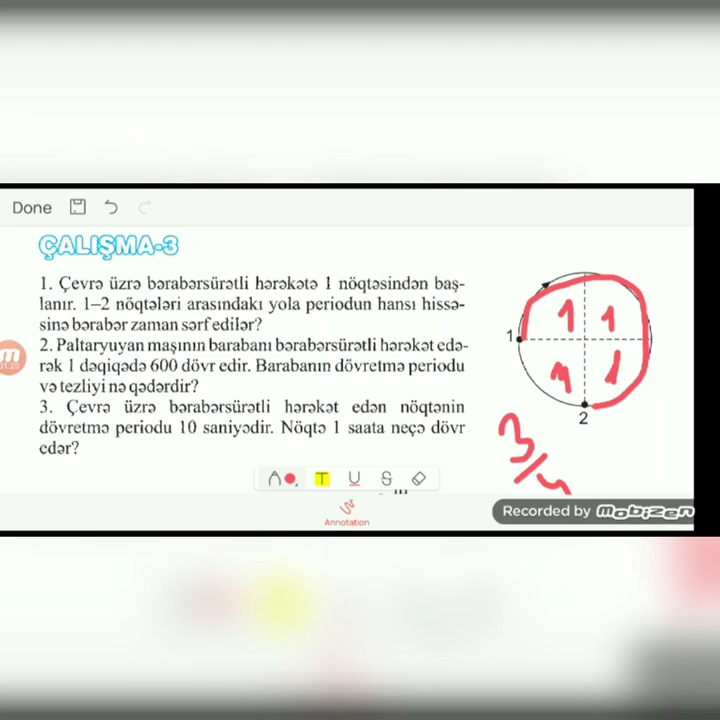 Done
ÇALIŞMA-3
1. Çevrə üzrə bərabərsürətli hərəkətə 1 nöqtəsindən baş-
lanır. 1–2 nöqtələri arasındakı yola periodun hansı hissə-
sinə bərabər zaman sərf edilər?
2. Paltaryuyan maşının barabanı bərabərsürətli hərəkət edə-
rək 1 dəqiqədə 600 dövr edir. Barabanın dövretmə periodu
və tezliyi nə qədərdir?
3. Çevrə üzrə bərabərsürətli hərəkət edən nöqtənin
dövretmə periodu 10 saniyədir. Nöqtə 1 saata neçə dövr
edər?
1 1
1
1 1
2
3/4
T U S
Annotation
Recorded by mobizen